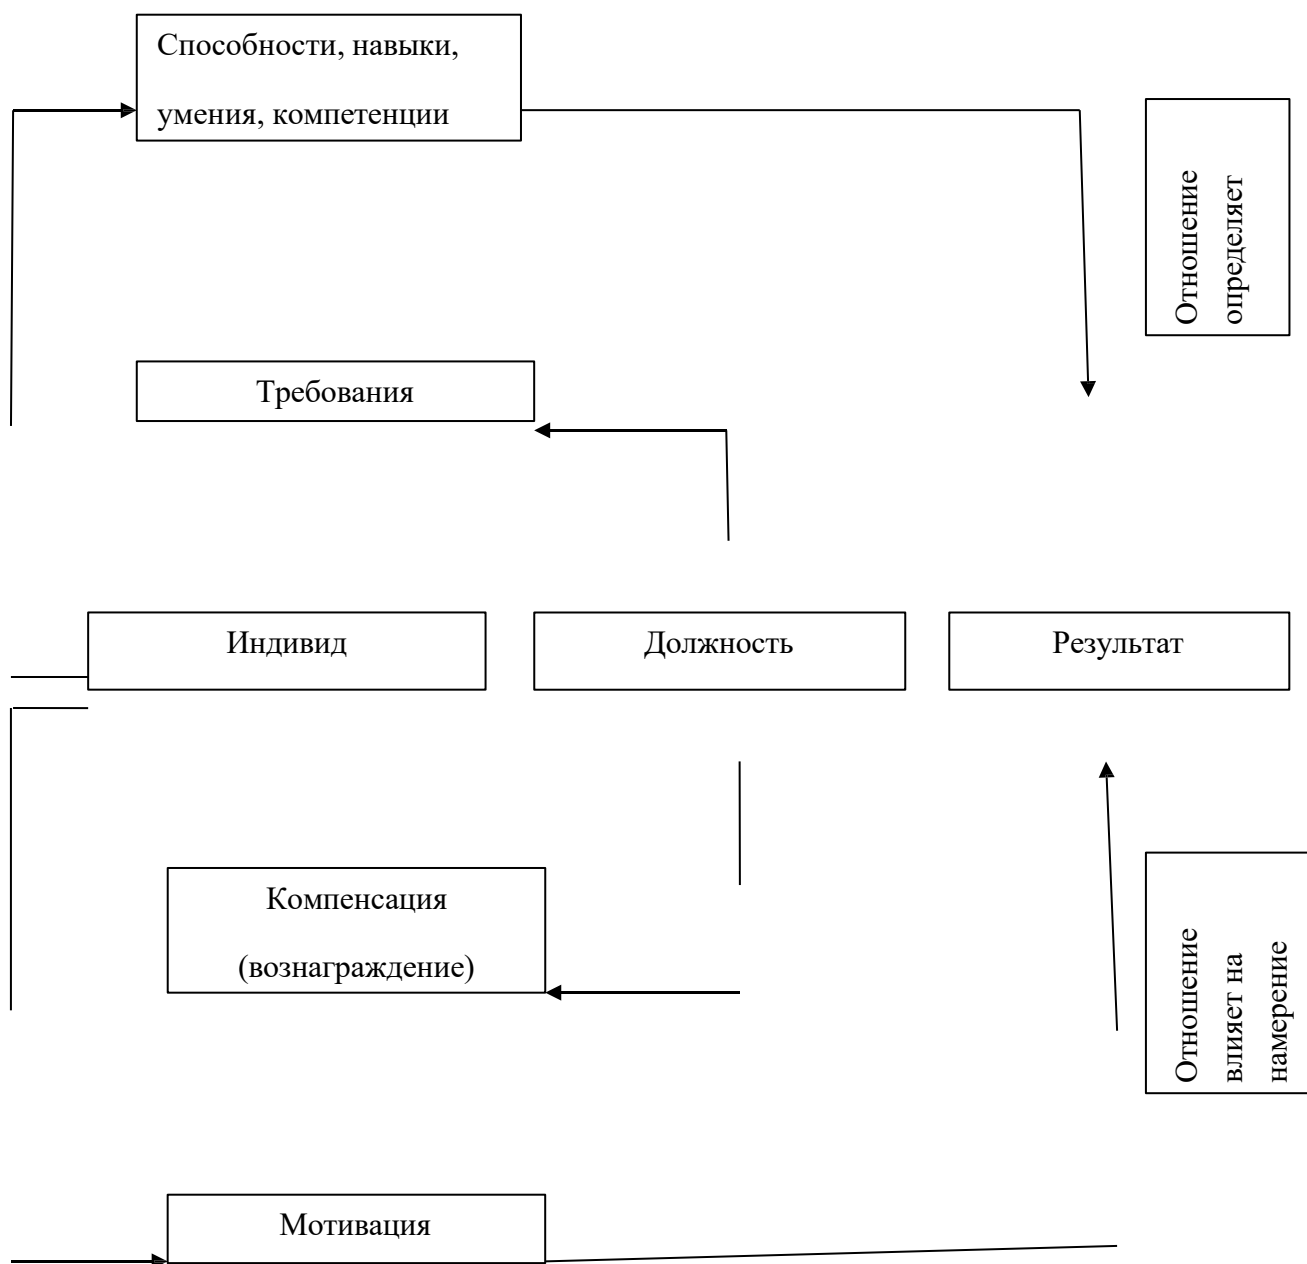 Способности, навыки,
умения, компетенции
Отношение
определяет
Требования
Индивид
Должность
Результат
Компенсация
(вознаграждение)
Отношение
влияет на
намерение
Мотивация